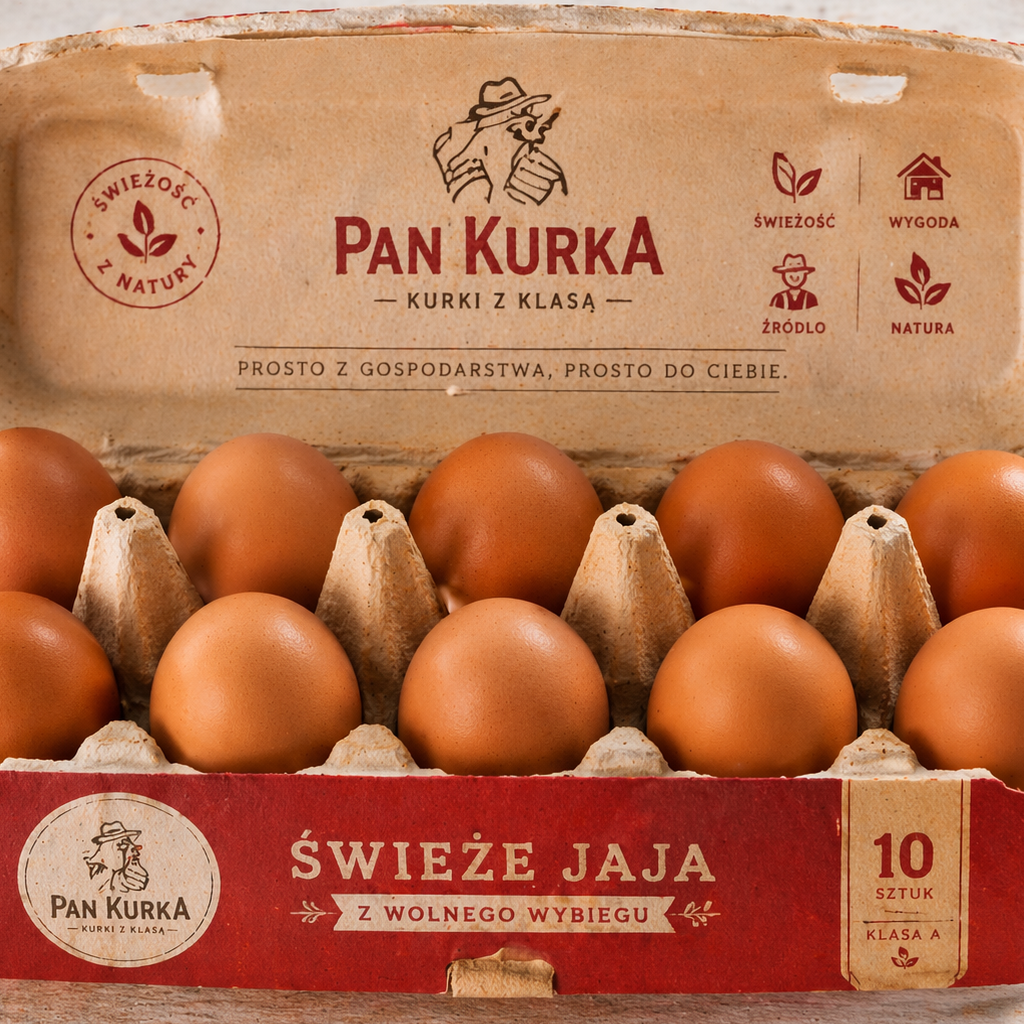 ŚWIEŻOŚĆ
Z NATURY
PAN KURKA
KURKI Z KLASĄ
ŚWIEŻOŚĆ
WYGODA
ŹRÓDLO
NATURA
PROSTO Z GOSPODARSTWA, PROSTO DO CIEBIE.
PAN KURKA
KURKI Z KLASĄ
ŚWIEŻE JAJA
Z WOLNEGO WYBIEGU
10
SZTUK
KLASA A